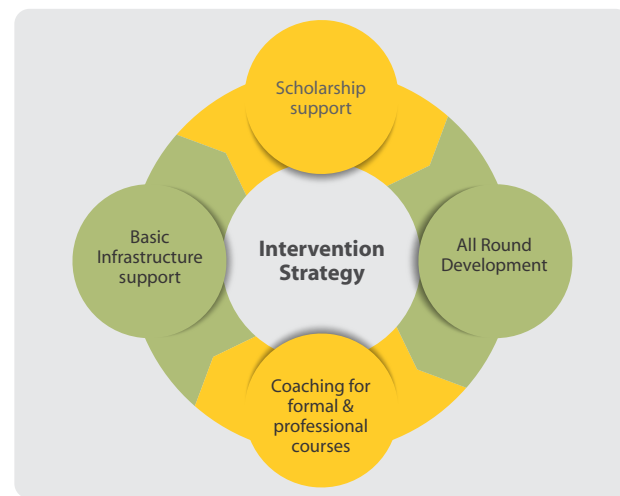 Scholarship
support
Basic
Infrastructure
support
Intervention
Strategy
All Round
Development
Coaching for
formal &
professional
courses